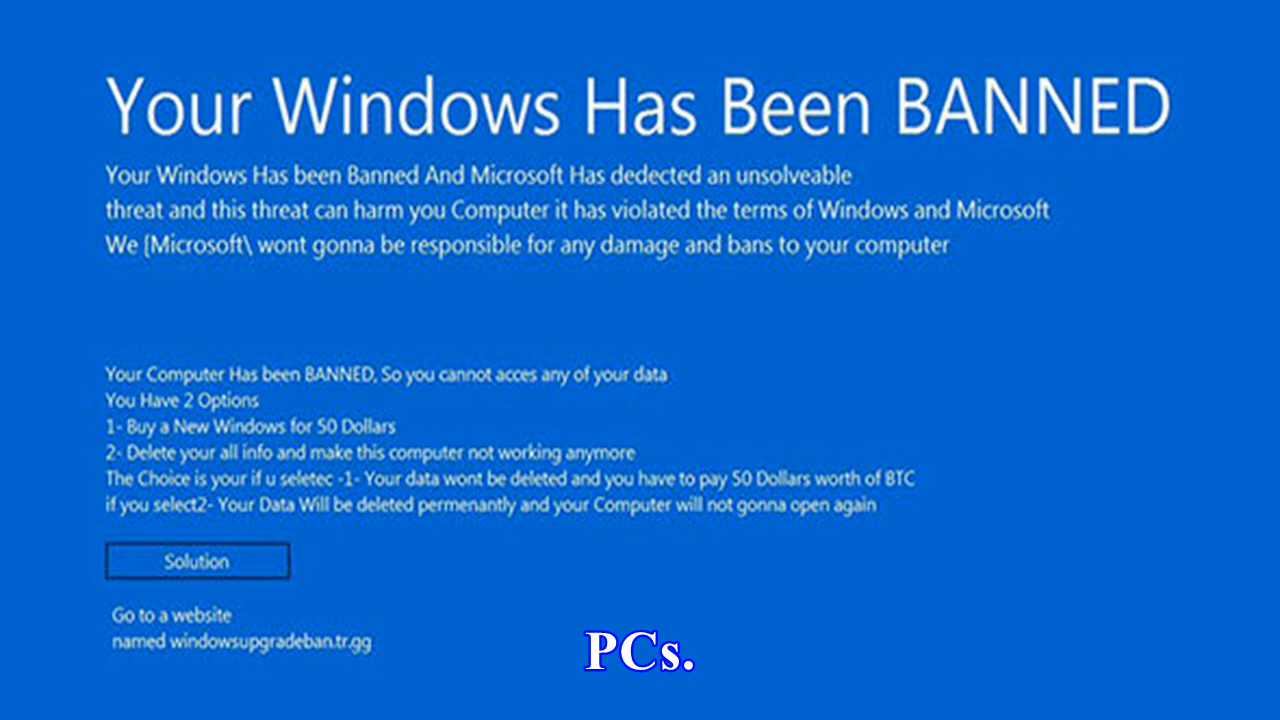 Your Windows Has Been BANNED
Your Windows Has been Banned And Microsoft Has dedected an unsolveable
threat and this threat can harm you Computer it has violated the terms of Windows and Microsoft
We [Microsoft\ wont gonna be responsible for any damage and bans to your computer
Your Computer Has been BANNED, So you cannot acces any of your data
You Have 2 Options
1- Buy a New Windows for 50 Dollars
2- Delete your all info and make this computer not working anymore
The Choice is your if u seletec -1- Your data wont be deleted and you have to pay 50 Dollars worth of BTC
if you select2- Your Data Will be deleted permenantly and your Computer will not gonna open again
Solution
Go to a website
named windowsupgradeban.tr.gg
PCs.